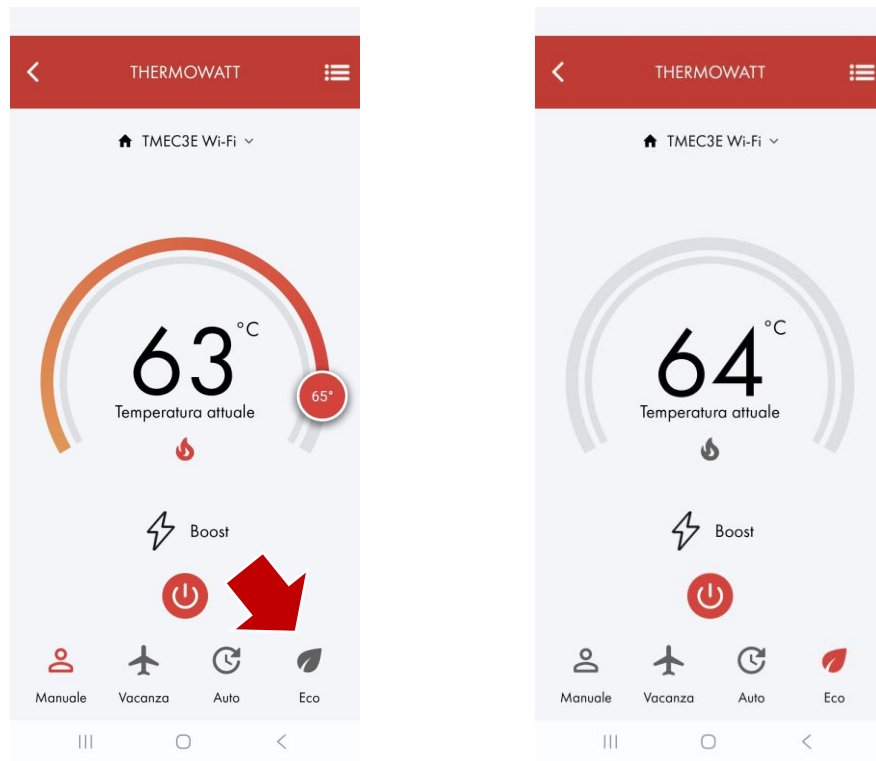 THERMOWATT
TMEC3E Wi-Fi
63 °C
65°
Temperatura attuale
Boost
Manuale Vacanza Auto Eco
THERMOWATT
TMEC3E Wi-Fi
64 °C
Temperatura attuale
Boost
Manuale Vacanza Auto Eco